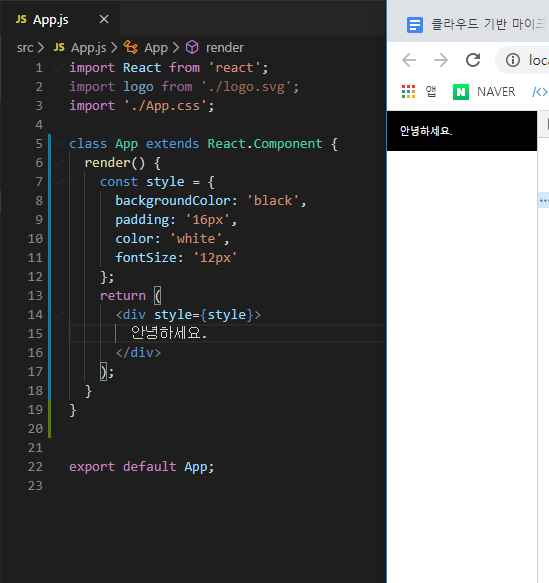 JS App.js ×
src > JS App.js > App > render
1 import React from 'react';
2 import logo from './logo.svg';
3 import './App.css';
4
5 class App extends React.Component {
6 render() {
7 const style = {
8 backgroundColor: 'black',
9 padding: '16px',
10 color: 'white',
11 fontSize: '12px'
12 };
13 return (
14 <div style={style}>
15 안녕하세요.
16 </div>
17 );
18 }
19 }
20
21
22 export default App;
23
클라우드 기반 마이크
loc
앱 N NAVER /<>
안녕하세요.